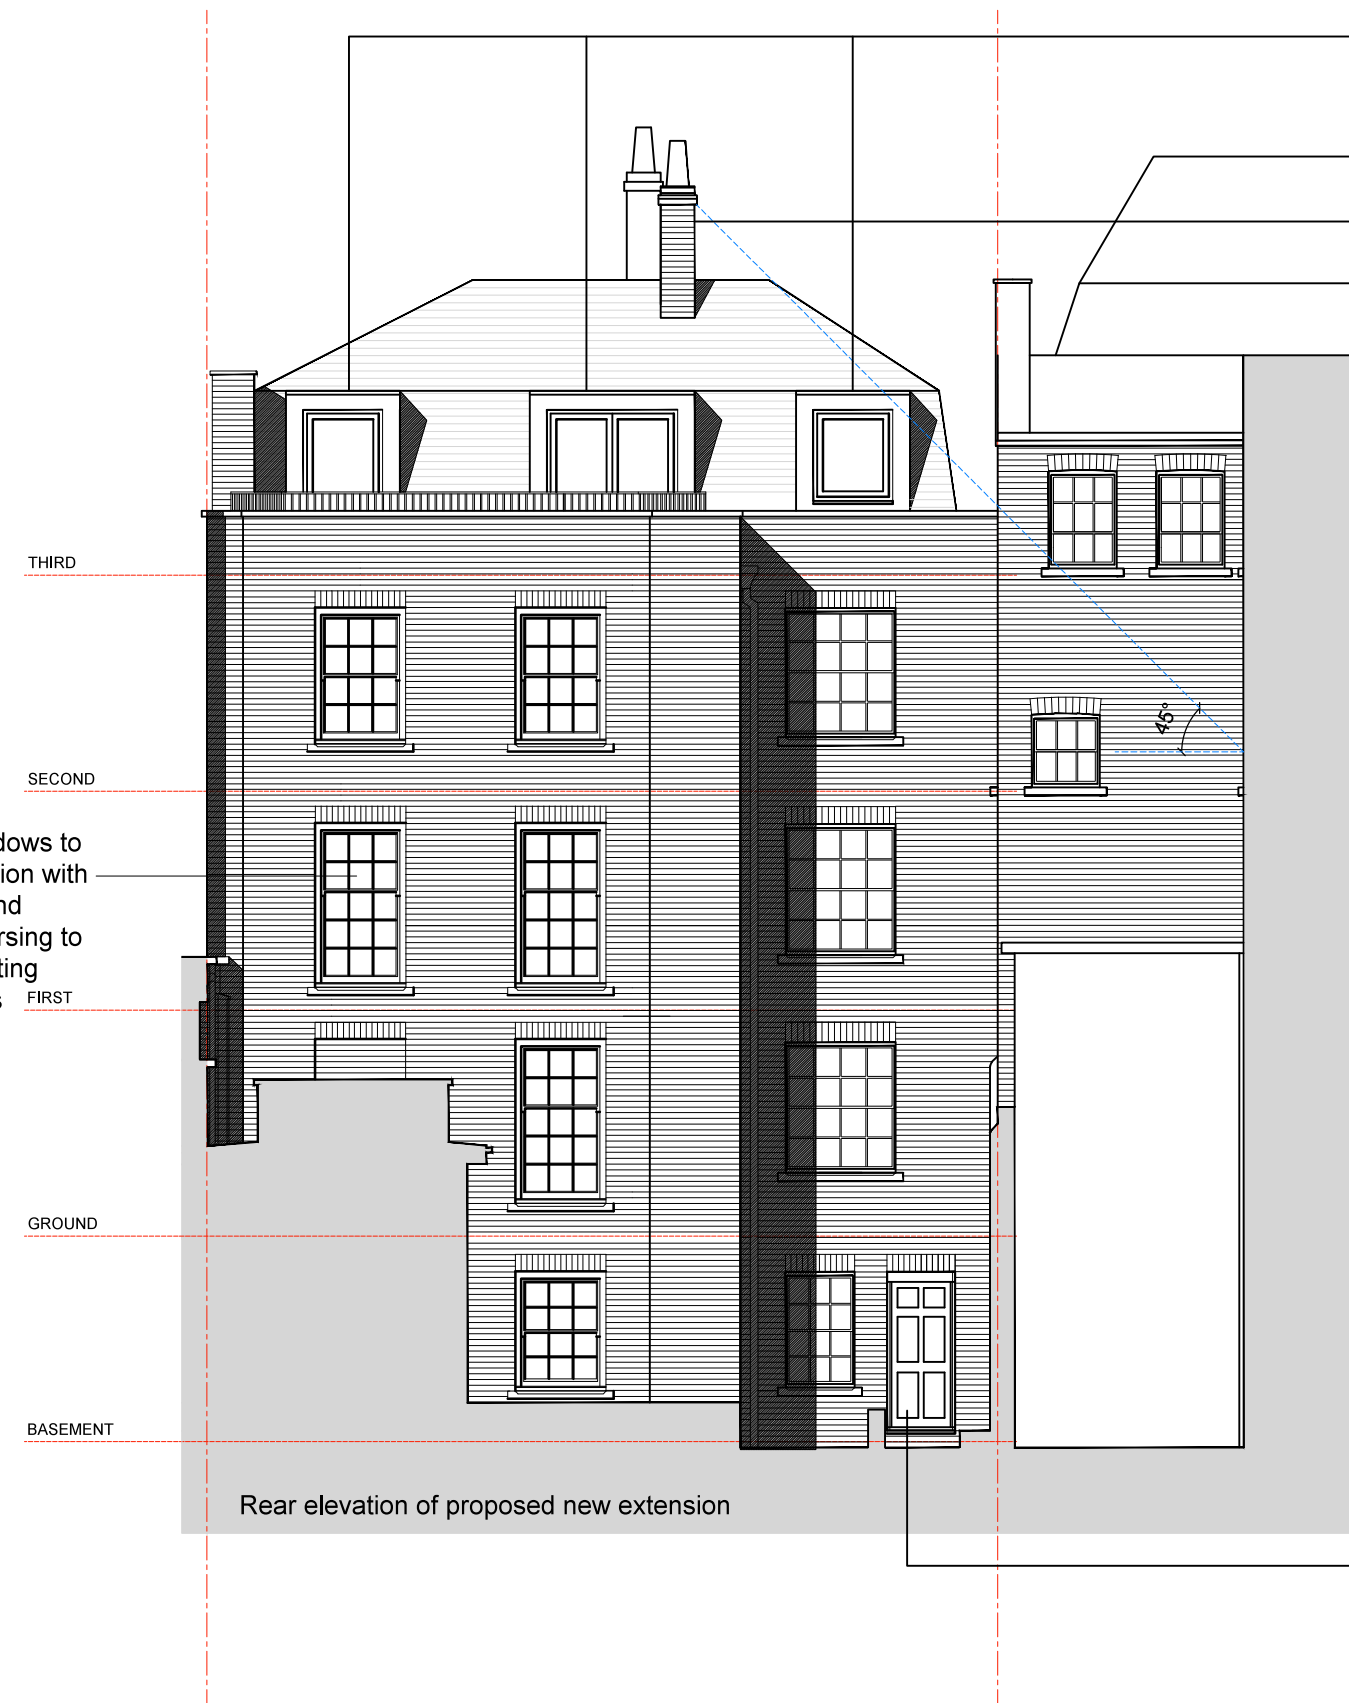 THIRD
45°
SECOND
dows to
ion with
nd
rsing to
ting
s
FIRST
GROUND
BASEMENT
Rear elevation of proposed new extension